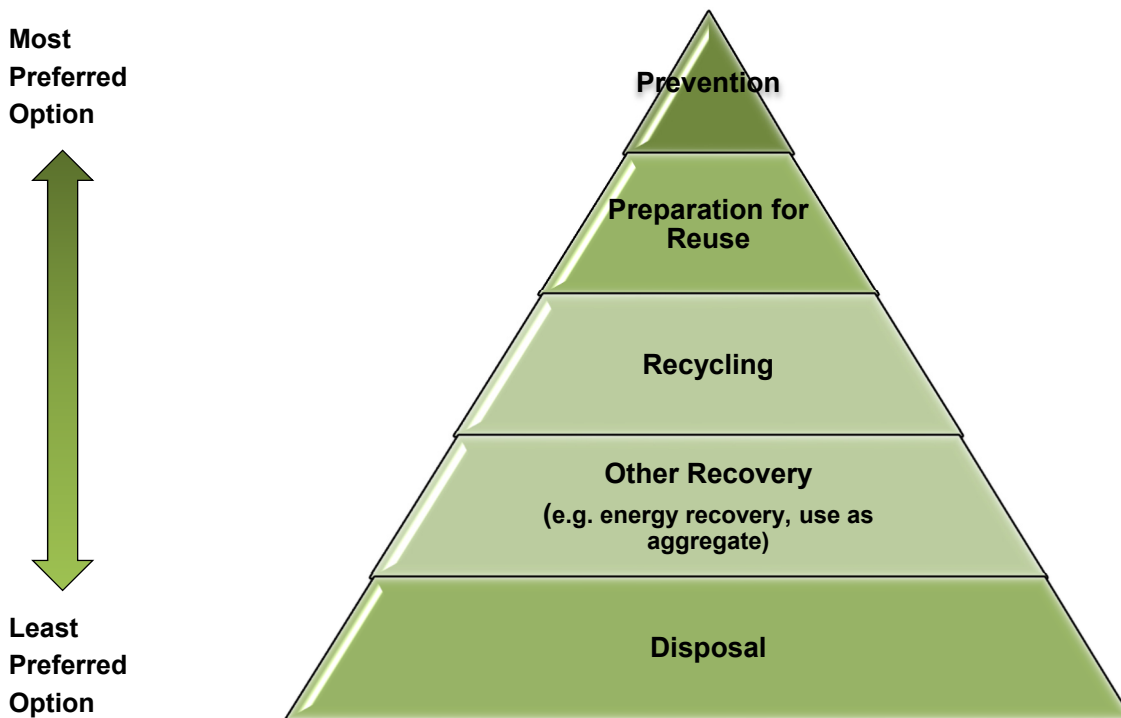 Most
Preferred
Option
Prevention
Preparation for
Reuse
Recycling
Other Recovery
(e.g. energy recovery, use as
aggregate)
Disposal
Least
Preferred
Option